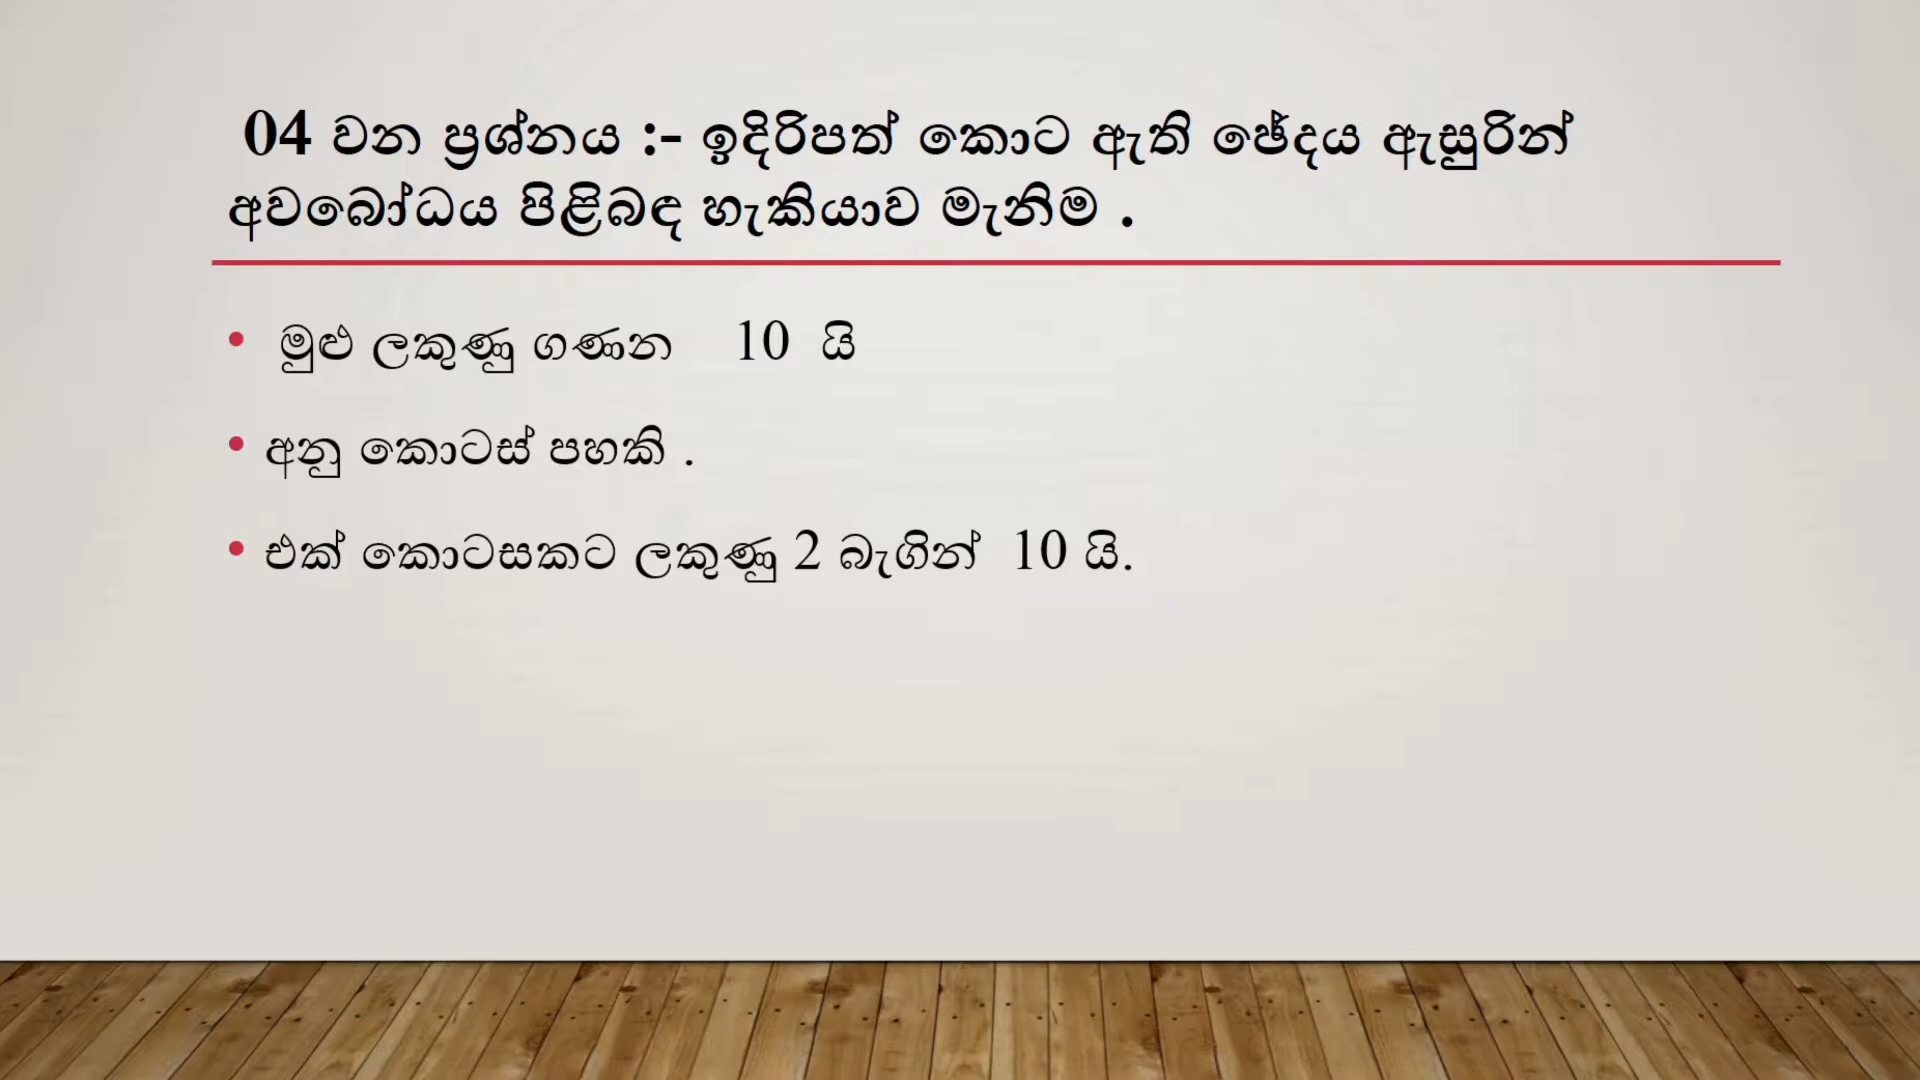 04 වන ප්‍රශ්නය :- ඉදිරිපත් කොට ඇති ඡේදය ඇසුරින්
අවබෝධය පිළිබඳ හැකියාව මැනිම .
• මුළු ලකුණු ගණන 10 යි
• අනු කොටස් පහකි .
• එක් කොටසකට ලකුණු 2 බැගින් 10 යි.